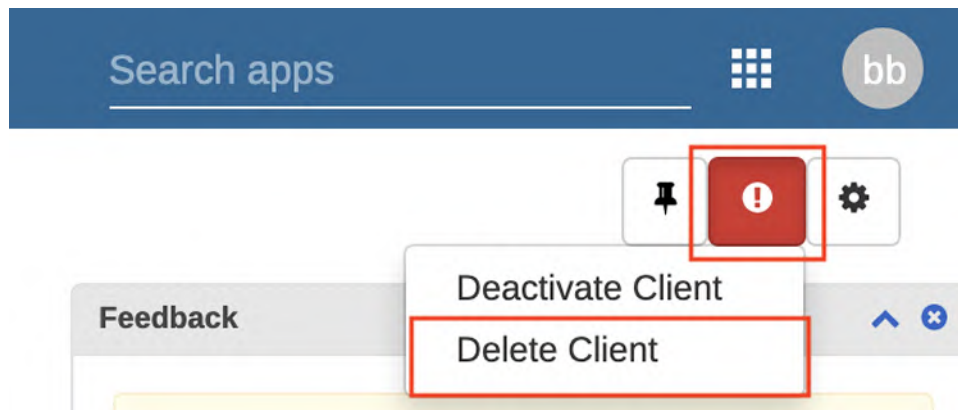 Search apps
bb
Deactivate Client
Feedback
Delete Client